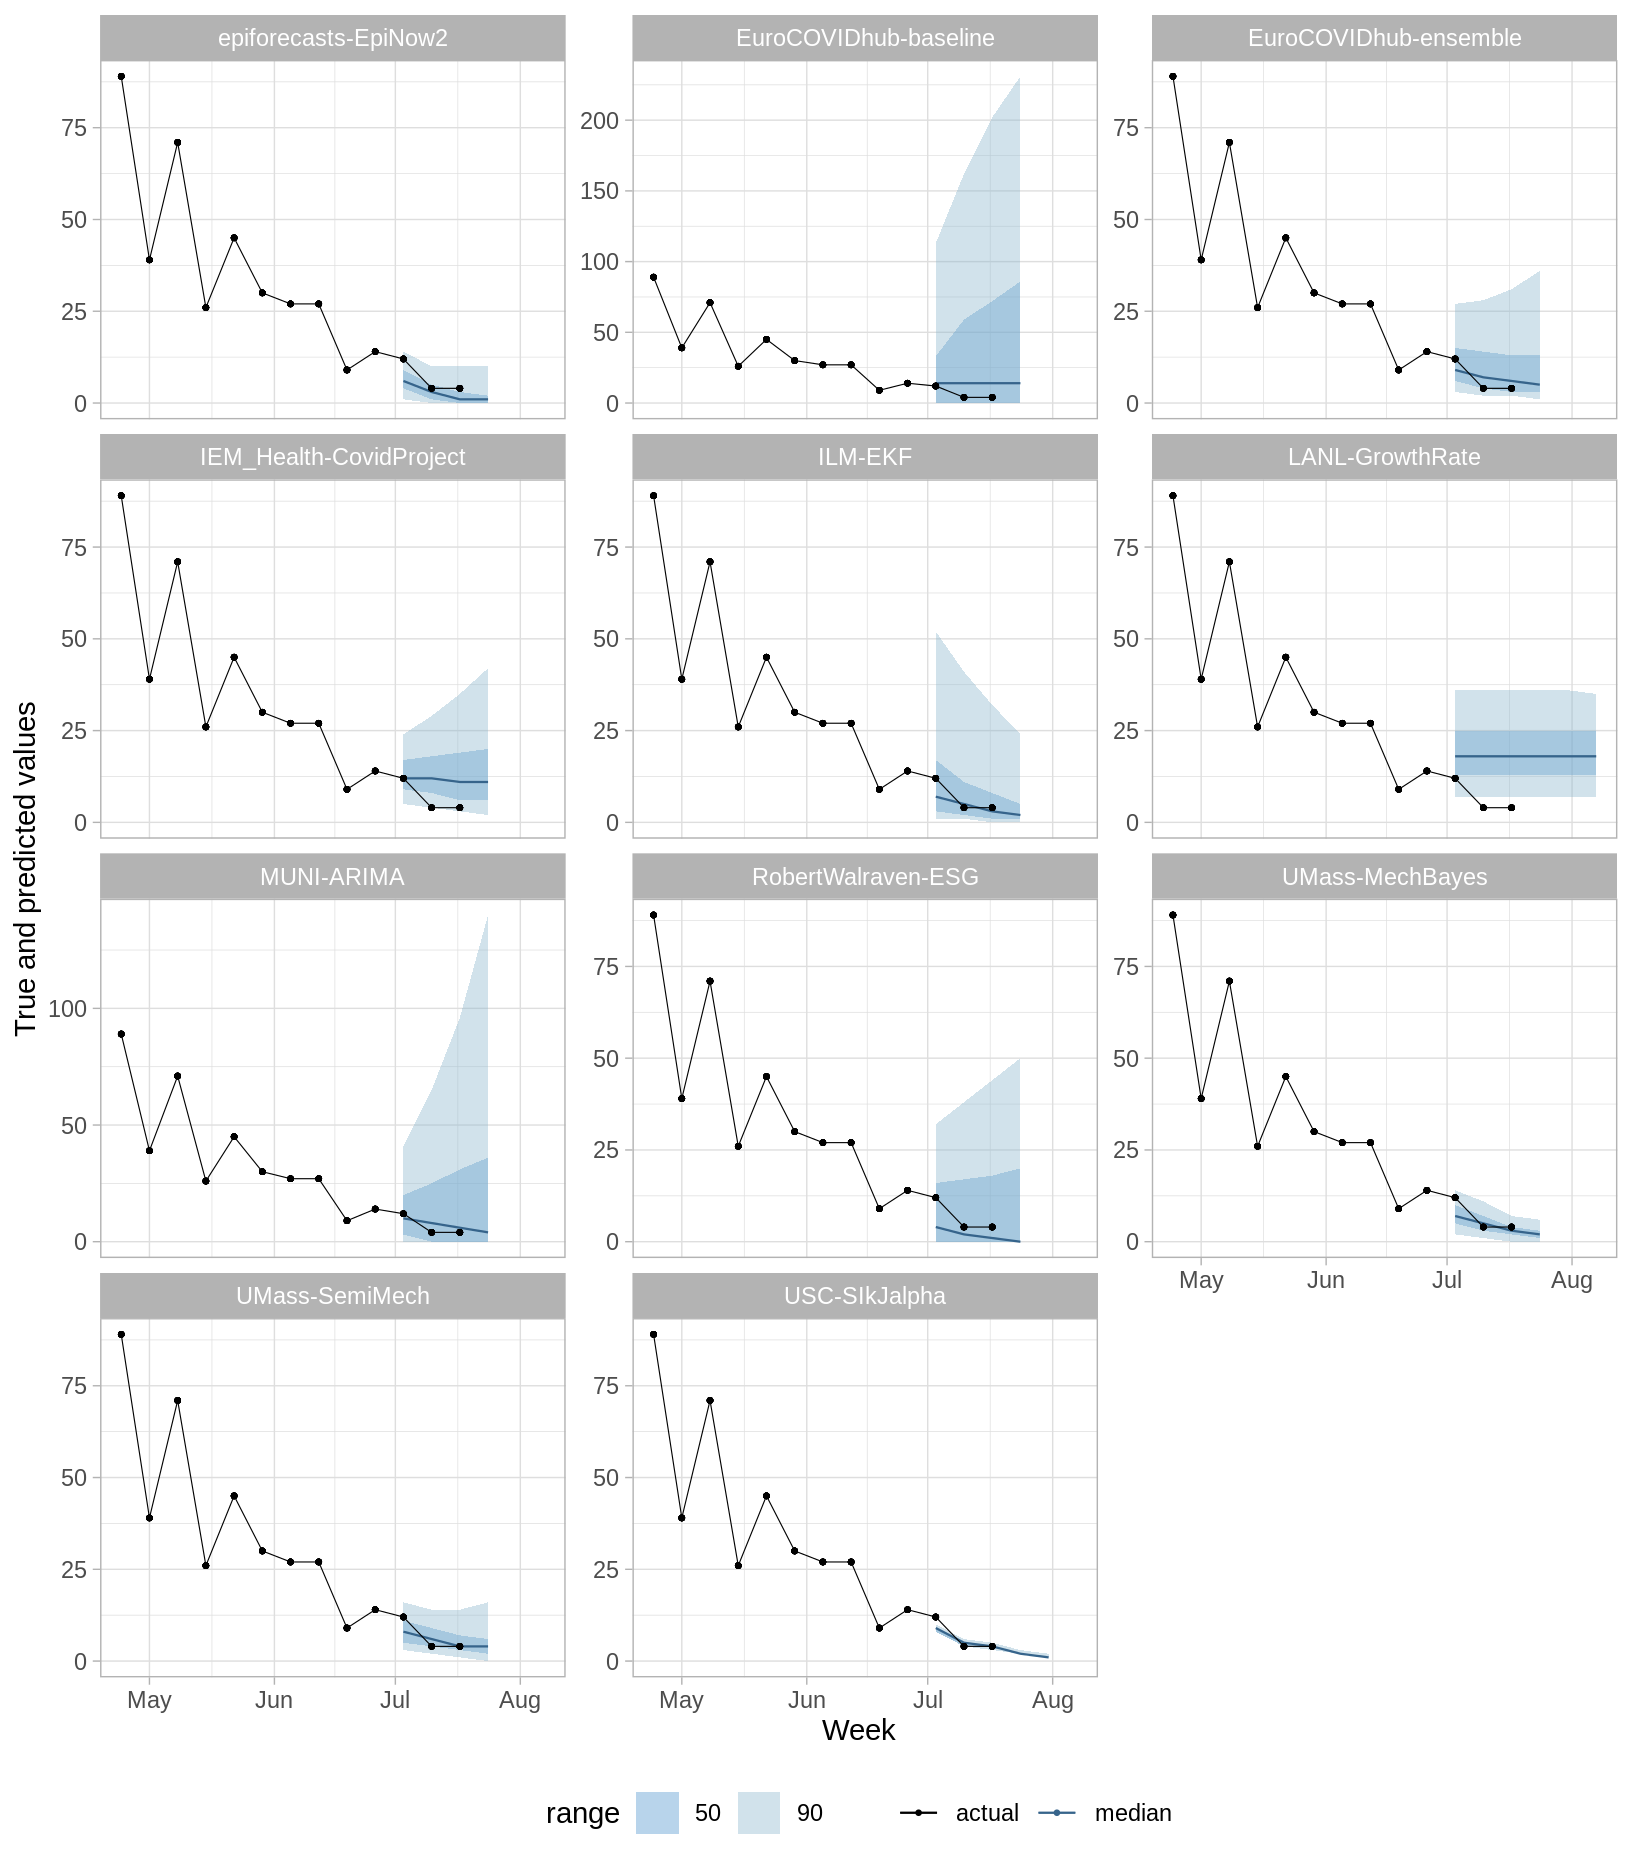 epiforecasts-EpiNow2
EuroCOVIDhub-baseline
EuroCOVIDhub-ensemble
75
50
25
0
200
150
100
50
0
75
50
25
0
IEM_Health-CovidProject
ILM-EKF
LANL-GrowthRate
75
50
25
0
75
50
25
0
75
50
25
0
True and predicted values
MUNI-ARIMA
RobertWalraven-ESG
UMass-MechBayes
100
50
0
75
50
25
0
75
50
25
0
May Jun Jul Aug
UMass-SemiMech
USC-SIkJalpha
75
50
25
0
75
50
25
0
May Jun Jul Aug
May Jun Jul Aug
Week
range 50 90 actual median